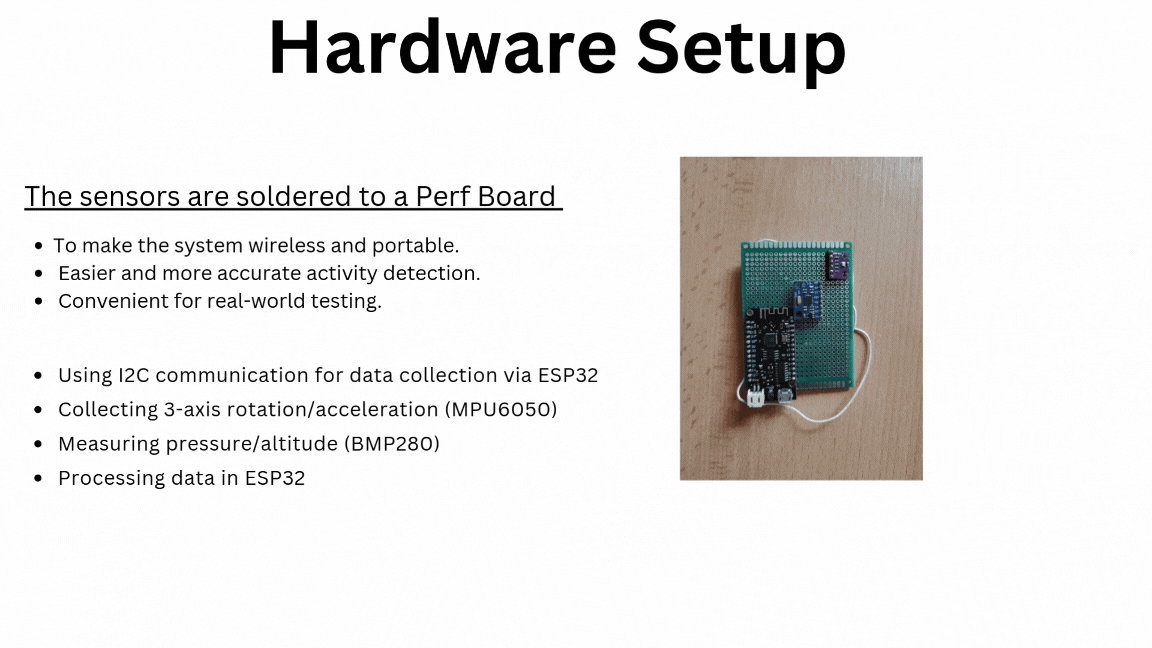 Hardware Setup
The sensors are soldered to a Perf Board
To make the system wireless and portable.
Easier and more accurate activity detection.
Convenient for real-world testing.
Using I2C communication for data collection via ESP32
Collecting 3-axis rotation/acceleration (MPU6050)
Measuring pressure/altitude (BMP280)
Processing data in ESP32